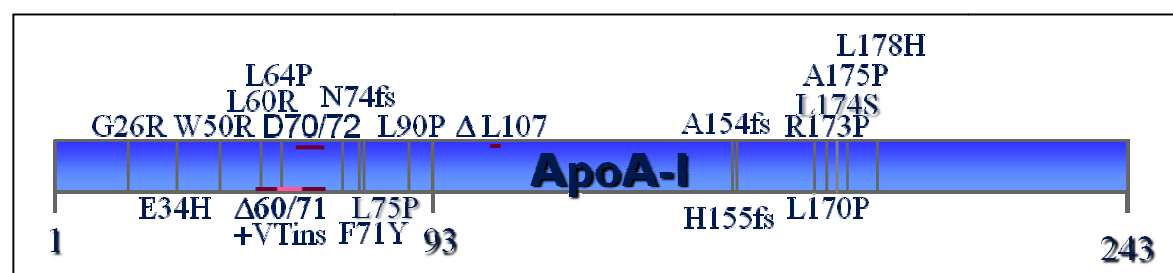 L178H
L64P A175P
L60R N74fs L174S
G26R W50R D70/72 L90P Δ L107 A154fs R173P
ApoA-I
E34H Δ60/71 L75P H155fs L170P
+VTins F71Y
1 93 243